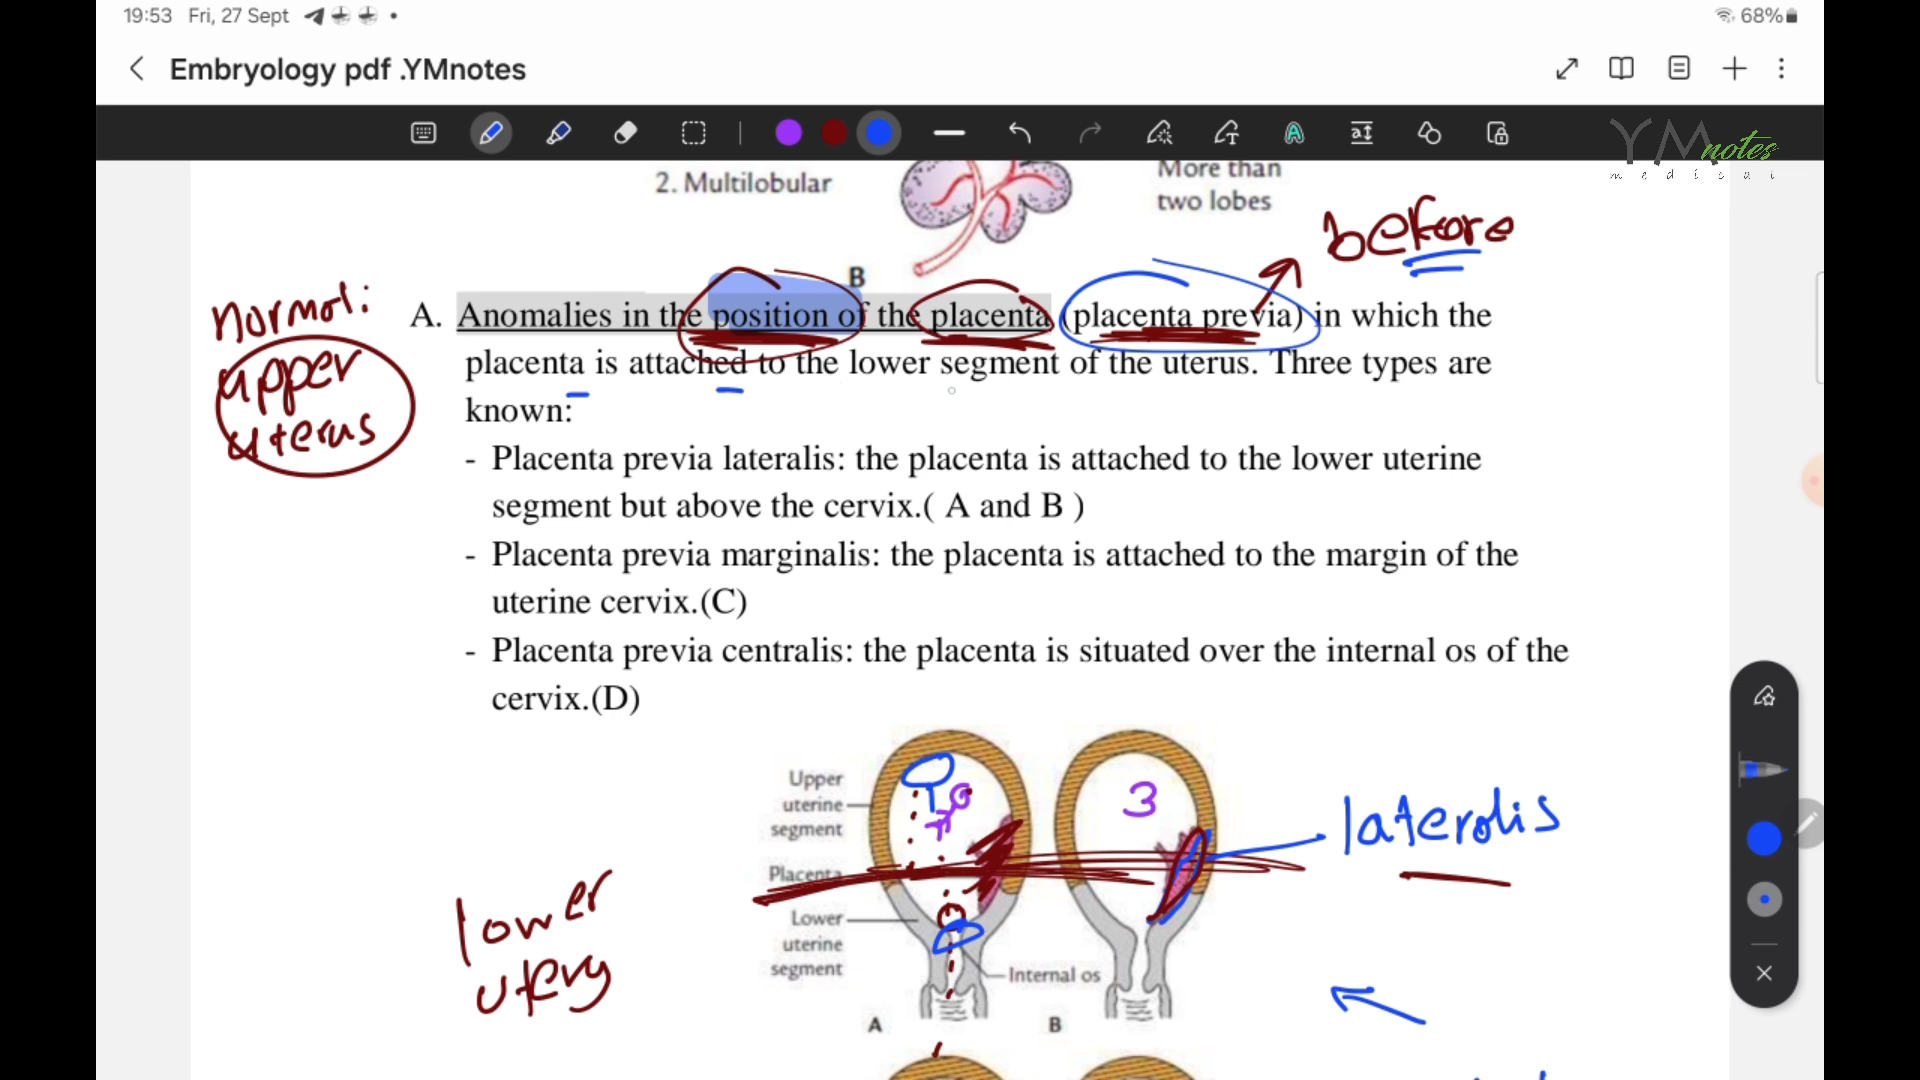 19:53 Fri, 27 Sept
68%
Embryology pdf .YMnotes
YMnotes
medical
2. Multilobular
More than
two lobes
before
B
normal:
upper
uterus
A. Anomalies in the position of the placenta (placenta previa) in which the
placenta is attached to the lower segment of the uterus. Three types are
known:
- Placenta previa lateralis: the placenta is attached to the lower uterine
segment but above the cervix.( A and B )
- Placenta previa marginalis: the placenta is attached to the margin of the
uterine cervix.(C)
- Placenta previa centralis: the placenta is situated over the internal os of the
cervix.(D)
Upper
uterine
segment
3
lateralis
Placenta
lower
Lower
uterine
segment
Internal os
A
B